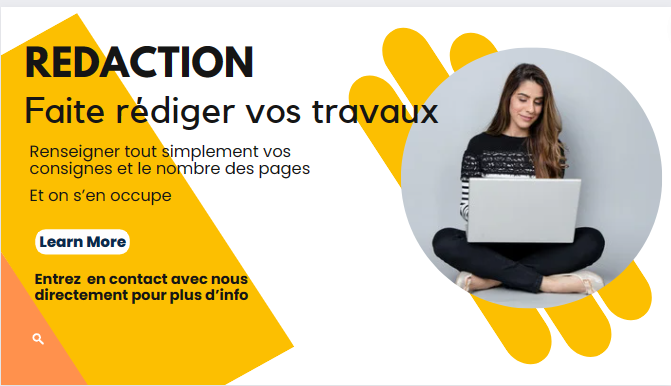 REDACTION
Faite rédiger vos travaux
Renseigner tout simplement vos
consignes et le nombre des pages
Et on s’en occupe
Learn More
Entrez en contact avec nous
directement pour plus d’info